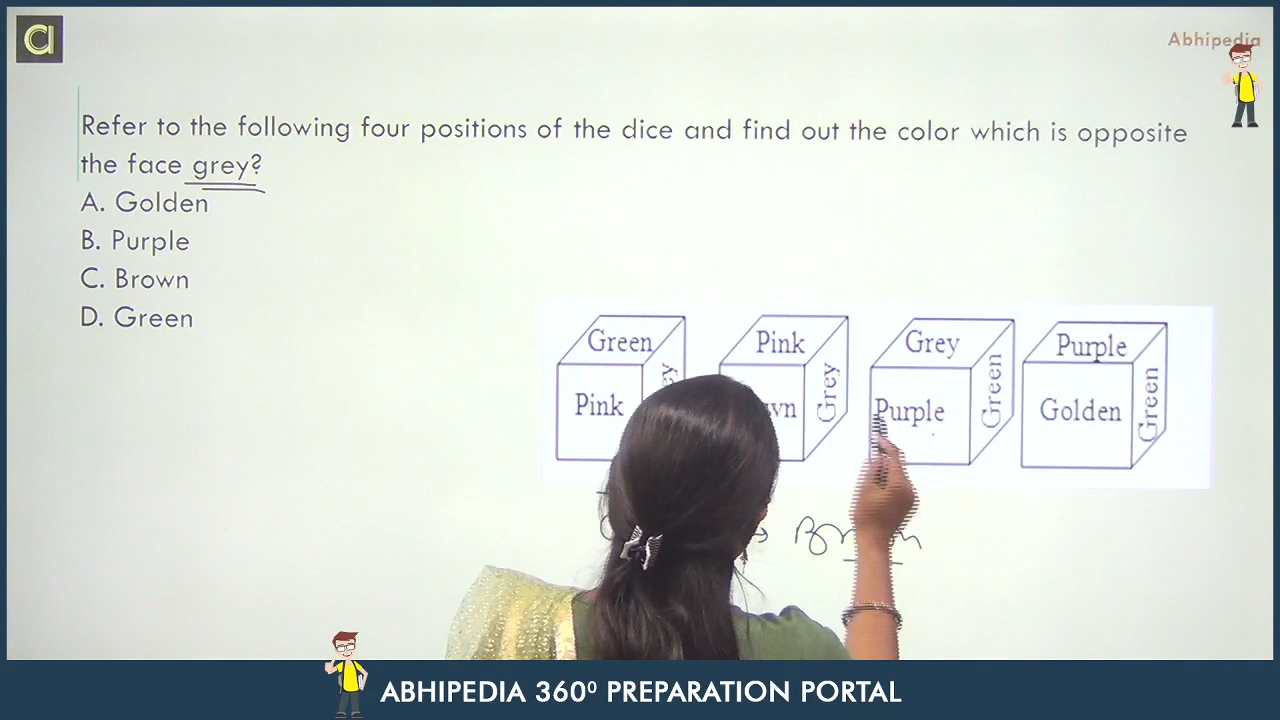 Abhipedia
Refer to the following four positions of the dice and find out the color which is opposite
the face grey?
A. Golden
B. Purple
C. Brown
D. Green
Green
Pink
Pink
Grey
Grey
Purple
Green
Purple
Golden
Green
ABHIPEDIA 360⁰ PREPARATION PORTAL